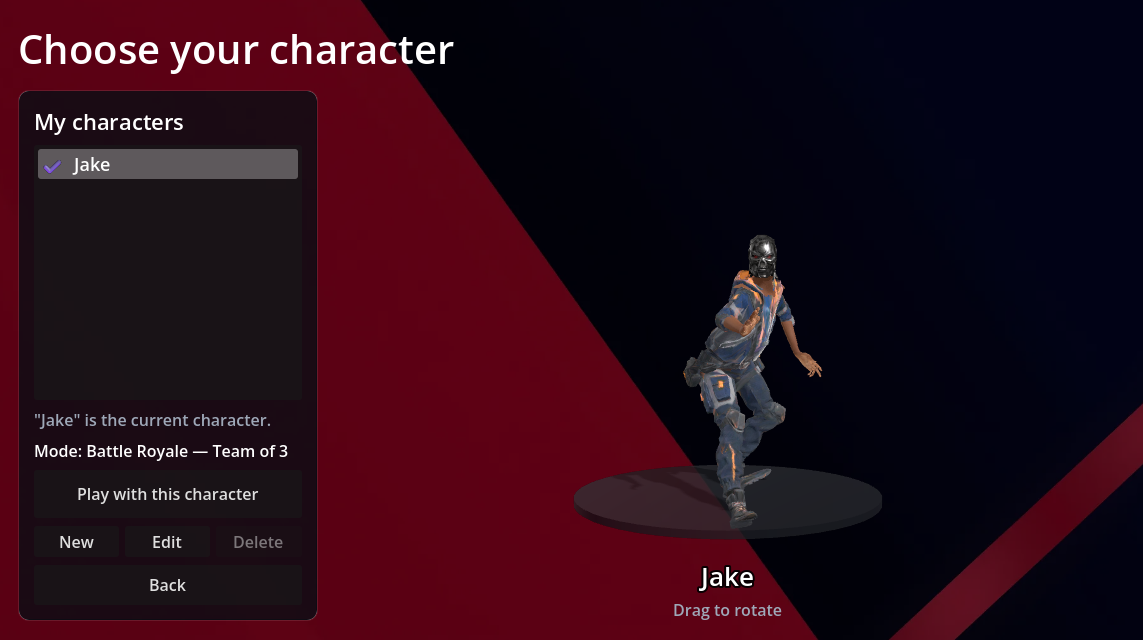 Choose your character
My characters
Jake
"Jake" is the current character.
Mode: Battle Royale — Team of 3
Play with this character
New Edit Delete
Back
Jake
Drag to rotate